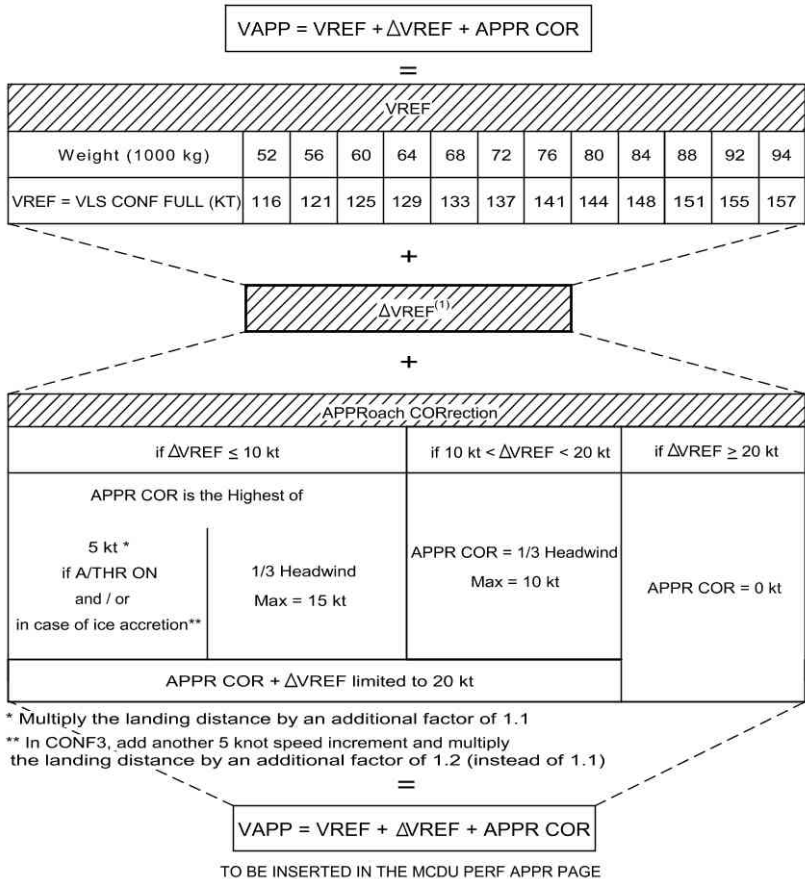 VAPP = VREF + ΔVREF + APPR COR
=
VREF
Weight (1000 kg) 52 56 60 64 68 72 76 80 84 88 92 94
VREF = VLS CONF FULL (KT) 116 121 125 129 133 137 141 144 148 151 155 157
+
ΔVREF(1)
+
APPRoach CORrection
if ΔVREF ≤ 10 kt if 10 kt < ΔVREF < 20 kt if ΔVREF ≥ 20 kt
APPR COR is the Highest of
5 kt *
if A/THR ON
and / or
in case of ice accretion**
1/3 Headwind
Max = 15 kt
APPR COR = 1/3 Headwind
Max = 10 kt
APPR COR = 0 kt
APPR COR + ΔVREF limited to 20 kt
* Multiply the landing distance by an additional factor of 1.1
** In CONF3, add another 5 knot speed increment and multiply
the landing distance by an additional factor of 1.2 (instead of 1.1)
=
VAPP = VREF + ΔVREF + APPR COR
TO BE INSERTED IN THE MCDU PERF APPR PAGE